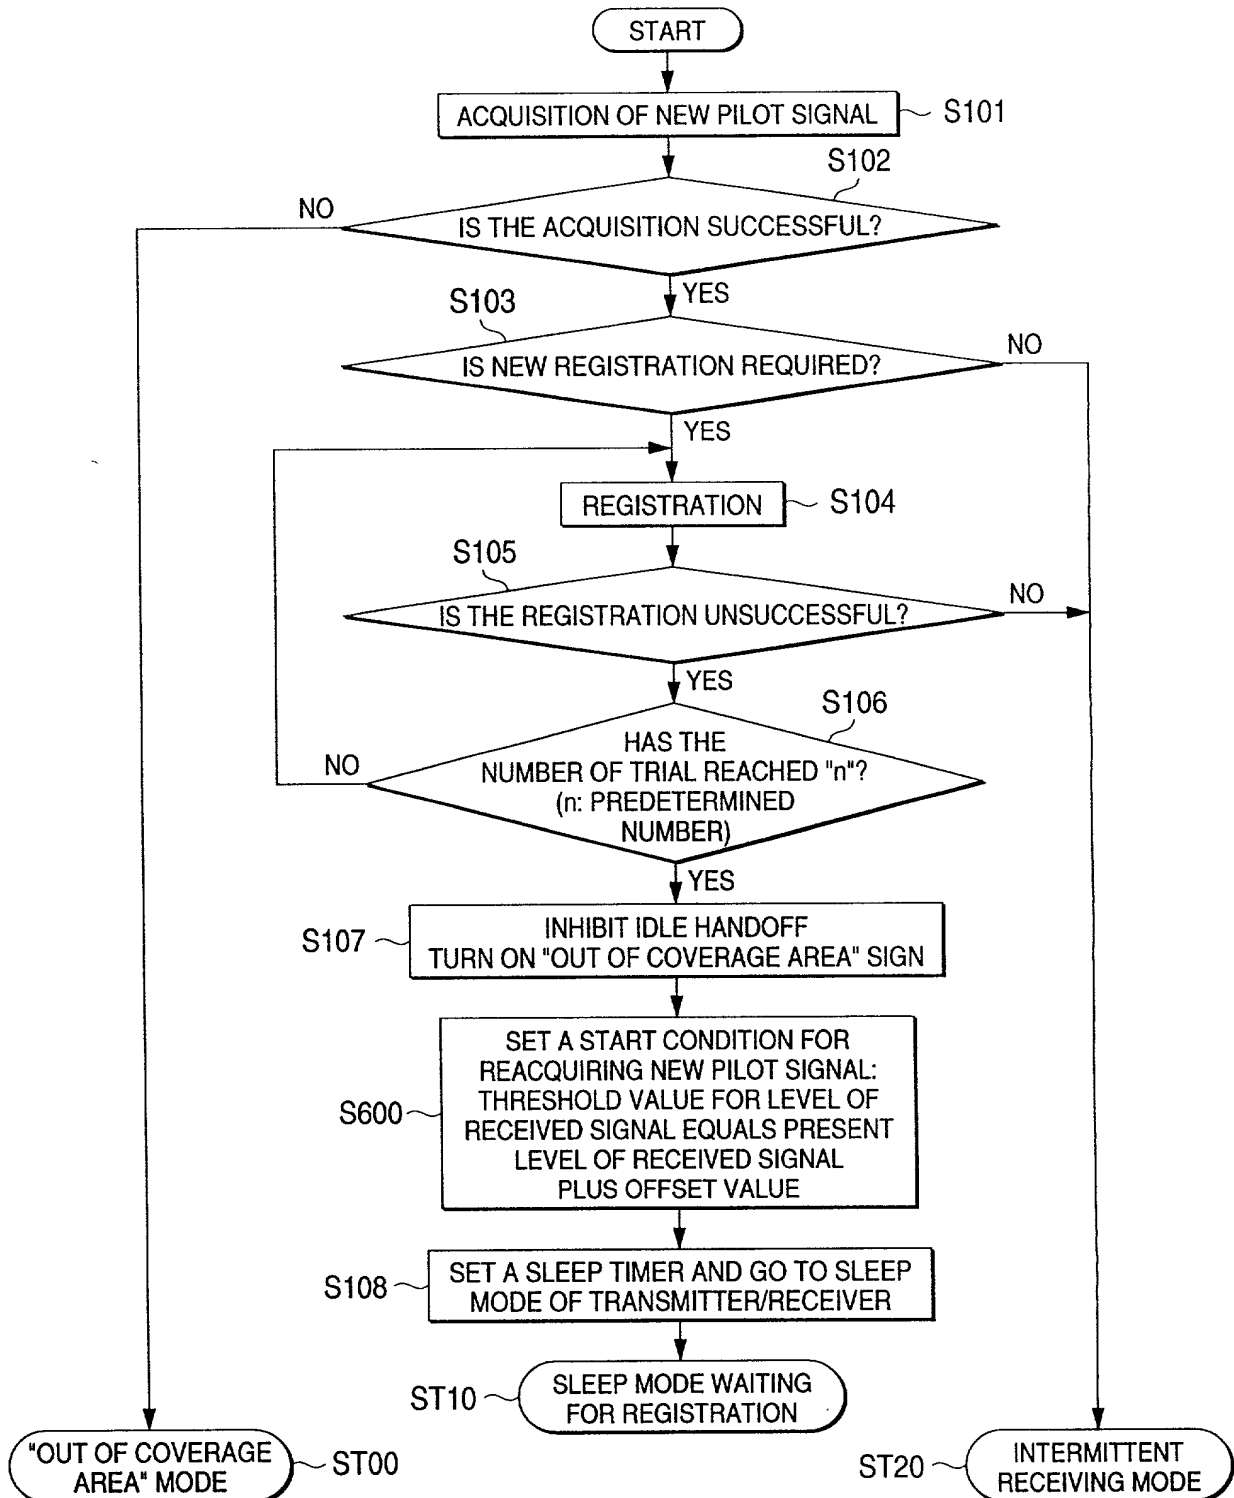 START
ACQUISITION OF NEW PILOT SIGNAL
S101
S102
NO
IS THE ACQUISITION SUCCESSFUL?
YES
S103
NO
IS NEW REGISTRATION REQUIRED?
YES
REGISTRATION
S104
S105
NO
IS THE REGISTRATION UNSUCCESSFUL?
YES
S106
HAS THE
NO
NUMBER OF TRIAL REACHED "n"?
(n: PREDETERMINED
NUMBER)
YES
S107
INHIBIT IDLE HANDOFF
TURN ON "OUT OF COVERAGE AREA" SIGN
S600
SET A START CONDITION FOR
REACQUIRING NEW PILOT SIGNAL:
THRESHOLD VALUE FOR LEVEL OF
RECEIVED SIGNAL EQUALS PRESENT
LEVEL OF RECEIVED SIGNAL
PLUS OFFSET VALUE
S108
SET A SLEEP TIMER AND GO TO SLEEP
MODE OF TRANSMITTER/RECEIVER
ST10
SLEEP MODE WAITING
FOR REGISTRATION
"OUT OF COVERAGE
AREA" MODE
ST00
ST20
INTERMITTENT
RECEIVING MODE